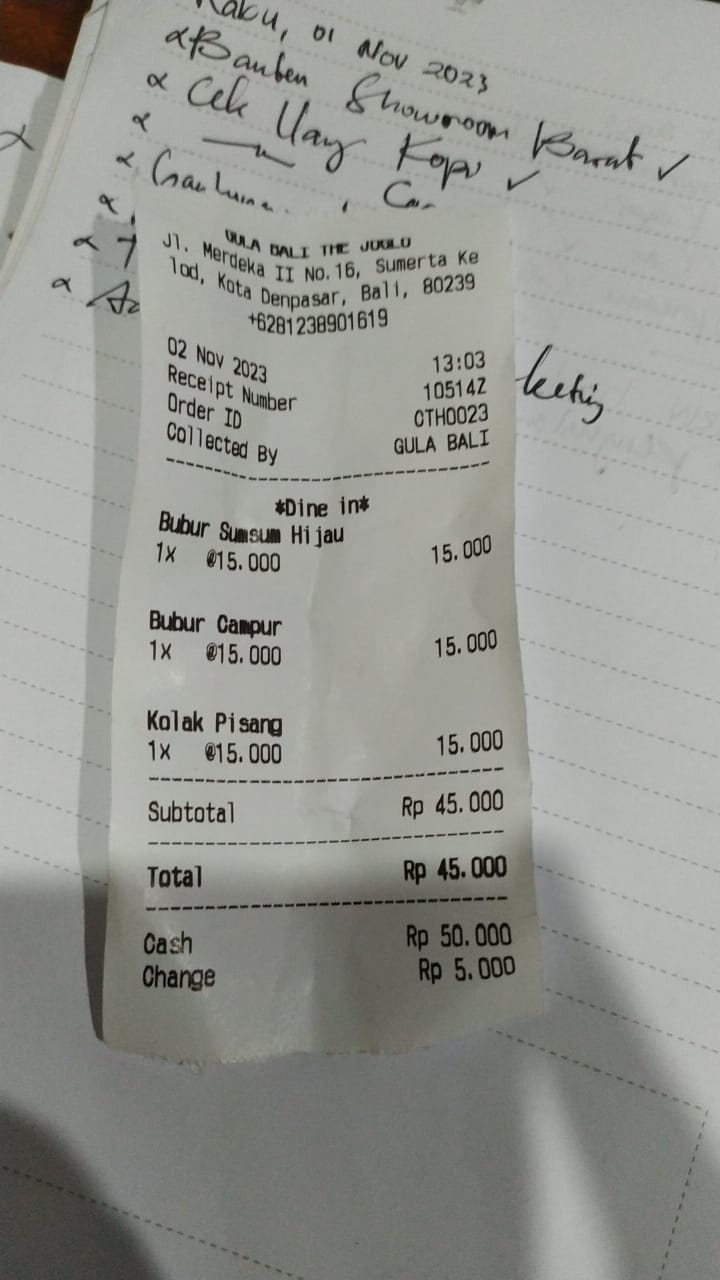 Rabu, 01 Nov 2023
Banten Showroom Barat ✓
Cek Uang Kopi ✓
GULA BALI THE JOGLO
Jl. Merdeka II No.16, Sumerta Ke
lod, Kota Denpasar, Bali, 80239
+6281238901619
02 Nov 2023 13:03
Receipt Number 10514Z
Order ID CTH0023
Collected By GULA BALI
*Dine in*
Bubur Sumsum Hijau
1x @15.000 15.000
Bubur Campur
1x @15.000 15.000
Kolak Pisang
1x @15.000 15.000
Subtotal Rp 45.000
Total Rp 45.000
Cash Rp 50.000
Change Rp 5.000